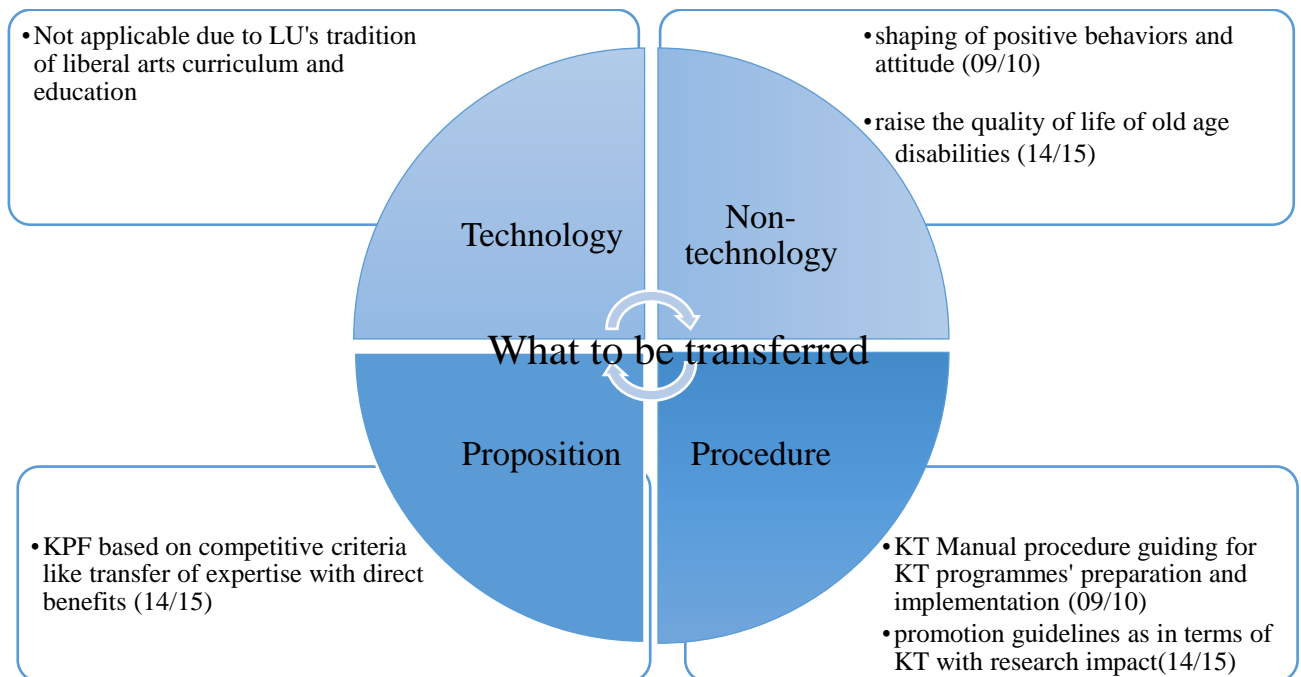 •Not applicable due to LU's tradition
of liberal arts curriculum and
education
•shaping of positive behaviors and
attitude (09/10)
•raise the quality of life of old age
disabilities (14/15)
Technology
Non-
technology
What to be transferred
Proposition
Procedure
•KPF based on competitive criteria
like transfer of expertise with direct
benefits (14/15)
•KT Manual procedure guiding for
KT programmes' preparation and
implementation (09/10)
•promotion guidelines as in terms of
KT with research impact(14/15)